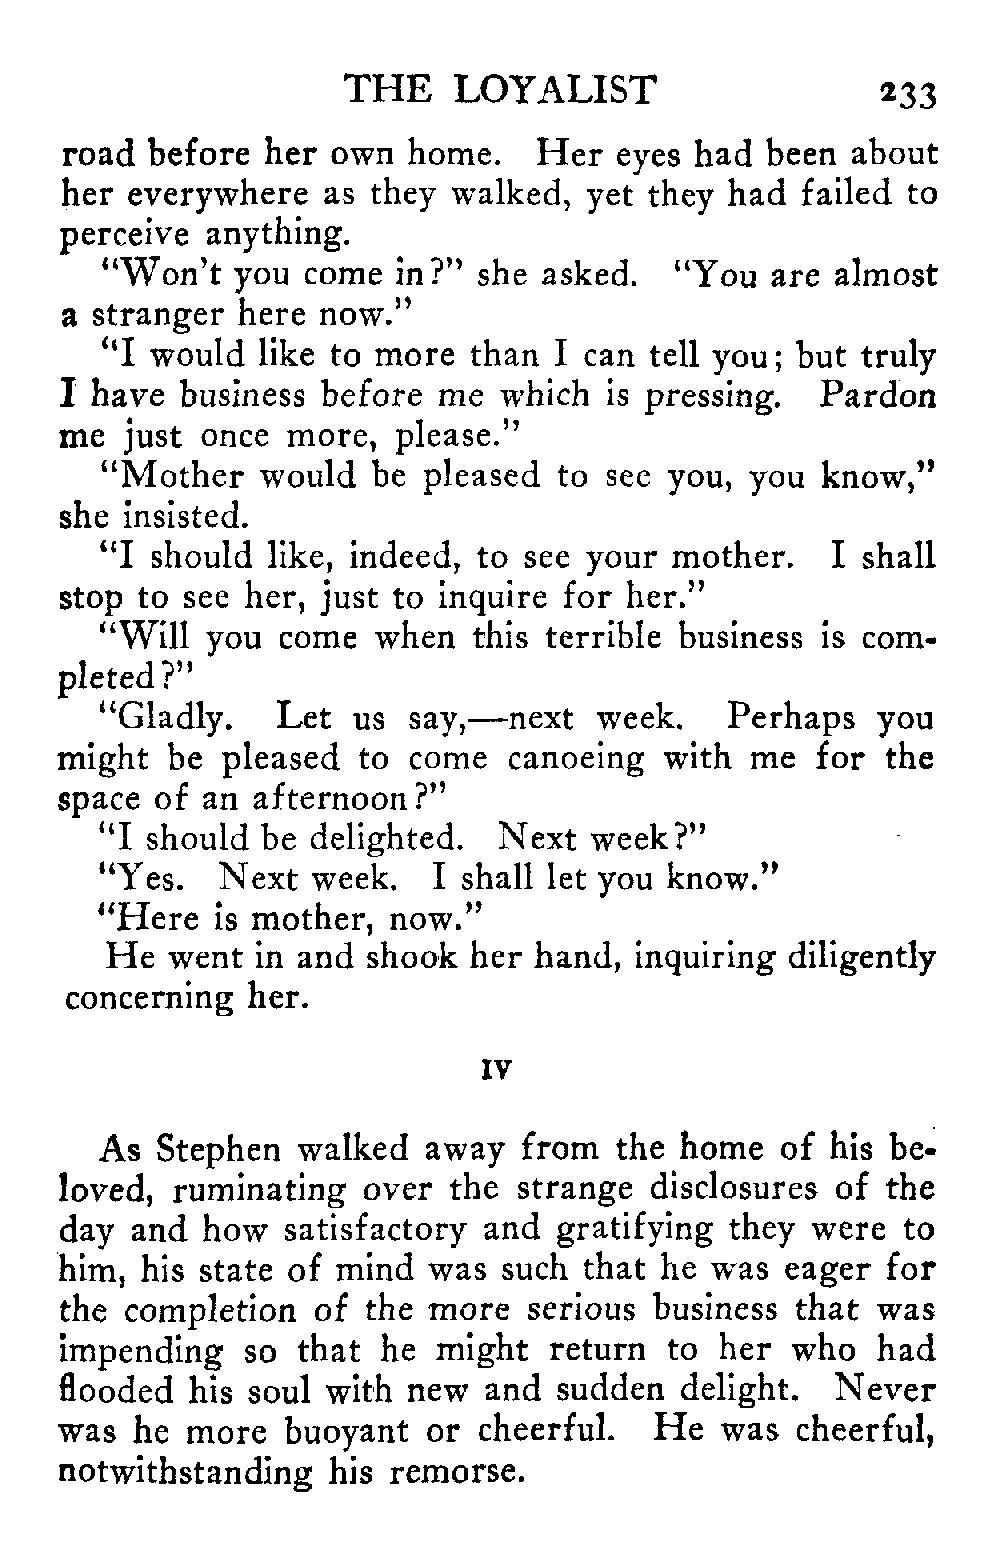 THE LOYALIST 233
road before her own home. Her eyes had been about
her everywhere as they walked, yet they had failed to
perceive anything.
"Won't you come in?" she asked. "You are almost
a stranger here now."
"I would like to more than I can tell you; but truly
I have business before me which is pressing. Pardon
me just once more, please."
"Mother would be pleased to see you, you know,"
she insisted.
"I should like, indeed, to see your mother. I shall
stop to see her, just to inquire for her."
"Will you come when this terrible business is com-
pleted?"
"Gladly. Let us say,—next week. Perhaps you
might be pleased to come canoeing with me for the
space of an afternoon?"
"I should be delighted. Next week?"
"Yes. Next week. I shall let you know."
"Here is mother, now."
He went in and shook her hand, inquiring diligently
concerning her.
IV
As Stephen walked away from the home of his be-
loved, ruminating over the strange disclosures of the
day and how satisfactory and gratifying they were to
him, his state of mind was such that he was eager for
the completion of the more serious business that was
impending so that he might return to her who had
flooded his soul with new and sudden delight. Never
was he more buoyant or cheerful. He was cheerful,
notwithstanding his remorse.